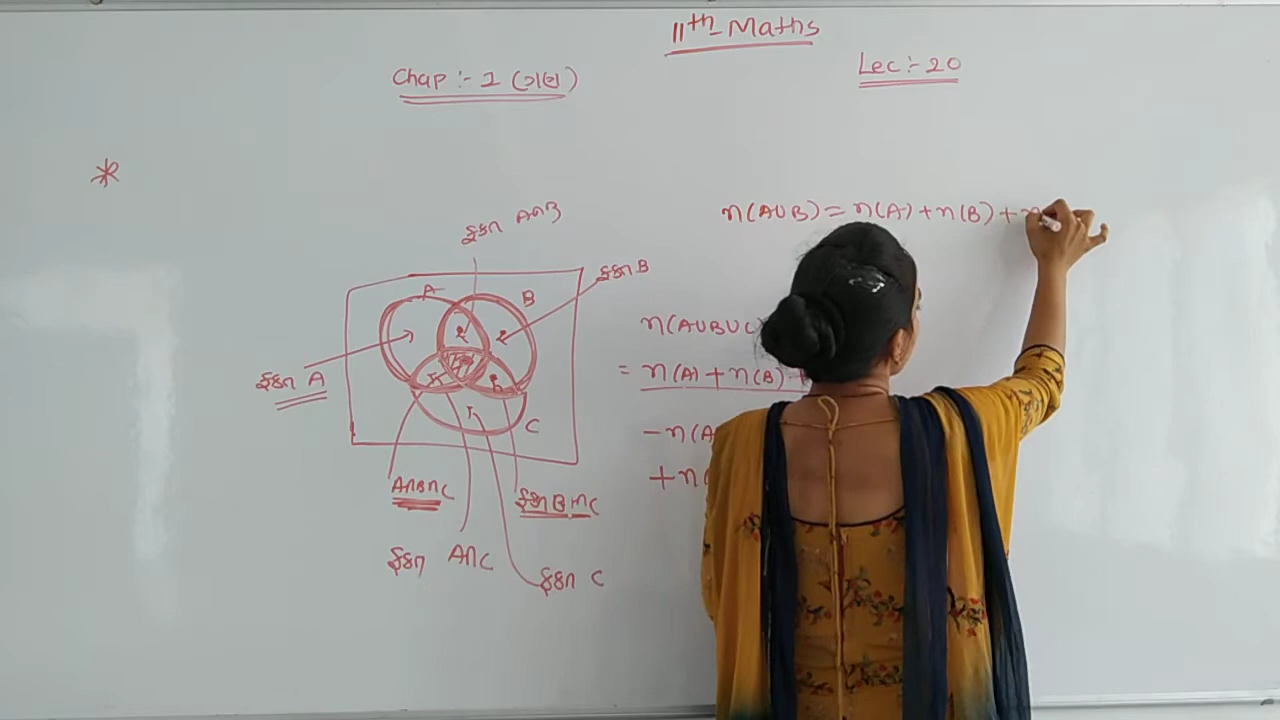 11th Maths
Chap :- 1 (ગણ)
Lec :- 20
*
n(A∪B) = n(A) + n(B) + n
ફક્ત A∩B
ફક્ત B
A
B
n(A∪B∪C)
ફક્ત A
= n(A) + n(B) +
C
- n(A
+ n(
A∩B∩C
ફક્ત B∩C
ફક્ત A∩C
ફક્ત C